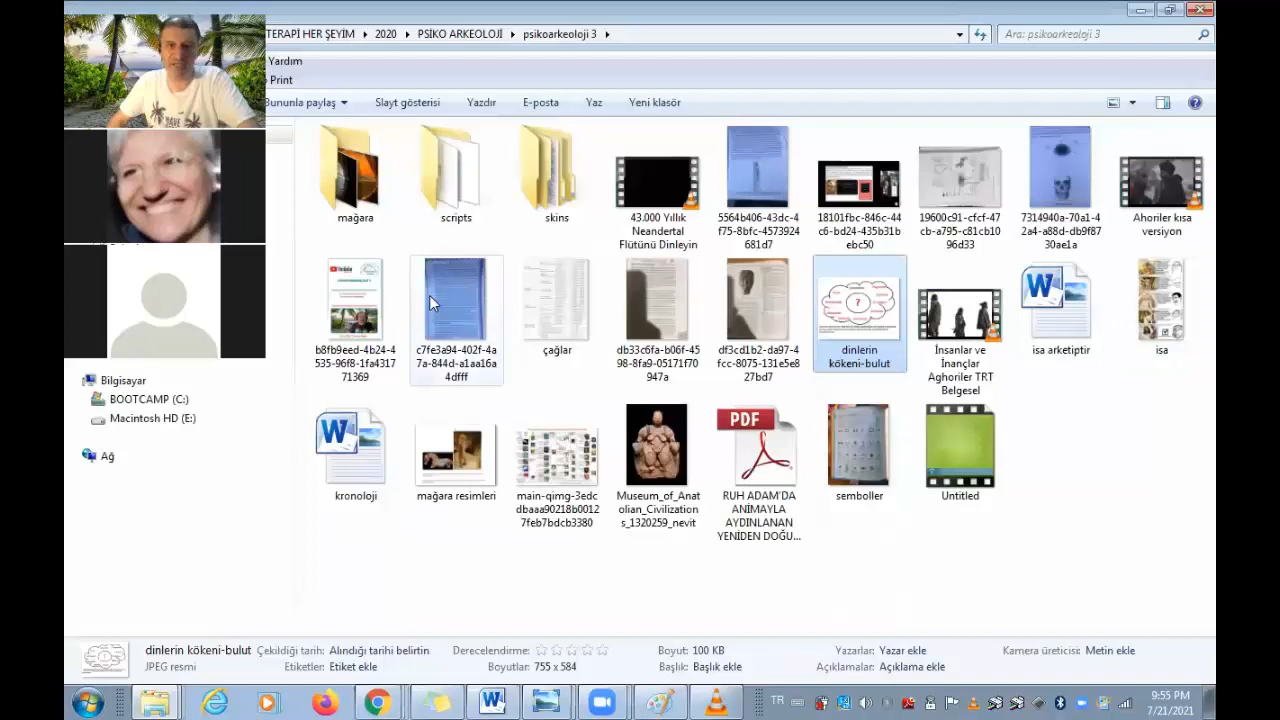 TERAPİ HER ŞEYİM ▸ 2020 ▸ PSİKO ARKEOLOJİ ▸ psikoarkeoloji 3 ▸
Ara: psikoarkeoloji 3
Yardım
Print
Bununla paylaş
Slayt gösterisi
Yazdır
E-posta
Yaz
Yeni klasör
mağara
scripts
skins
43.000 Yıllık
Neandertal
Flütünü Dinleyin
5564b406-43dc-4
f75-8bfc-4573924
681d7
18101fbc-846c-44
c6-bd24-435b31b
ebc50
19600c91-cfcf-47
cb-a795-c81cb10
96d33
7314940a-70a1-4
2a4-a88d-db9f87
30ae1a
Ahoriler kısa
versiyon
b8fb9eed-4b24-4
535-96f8-1fa4317
71369
c7fe3a94-402f-4a
7a-844d-a1aa16a
4dfff
çağlar
db33c6fa-b06f-45
98-8fa9-05171f70
947a
df3cd1b2-da97-4
fcc-8075-131e5e8
27bd7
dinlerin
kökeni-bulut
İnsanlar ve
İnançlar
Aghoriler TRT
Belgesel
isa arketiptir
isa
kronoloji
mağara resimleri
main-qimg-3edc
dbaaa90218b0012
7feb7bdcb3380
Museum_of_Anat
olian_Civilization
s_1320259_nevit
PDF
RUH ADAM'DA
ANİMAYLA
AYDINLANAN
YENİDEN DOĞU...
semboller
Untitled
Bilgisayar
BOOTCAMP (C:)
Macintosh HD (E:)
Ağ
dinlerin kökeni-bulut Çekildiği tarih: Alındığı tarihi belirtin Derecelendirme: Boyut: 100 KB Yazarlar: Yazar ekle Kamera üreticisi: Metin ekle
JPEG resmi Etiketler: Etiket ekle Boyutlar: 755 x 584 Başlık: Başlık ekle Açıklamalar: Açıklama ekle
TR
9:55 PM
7/21/2021